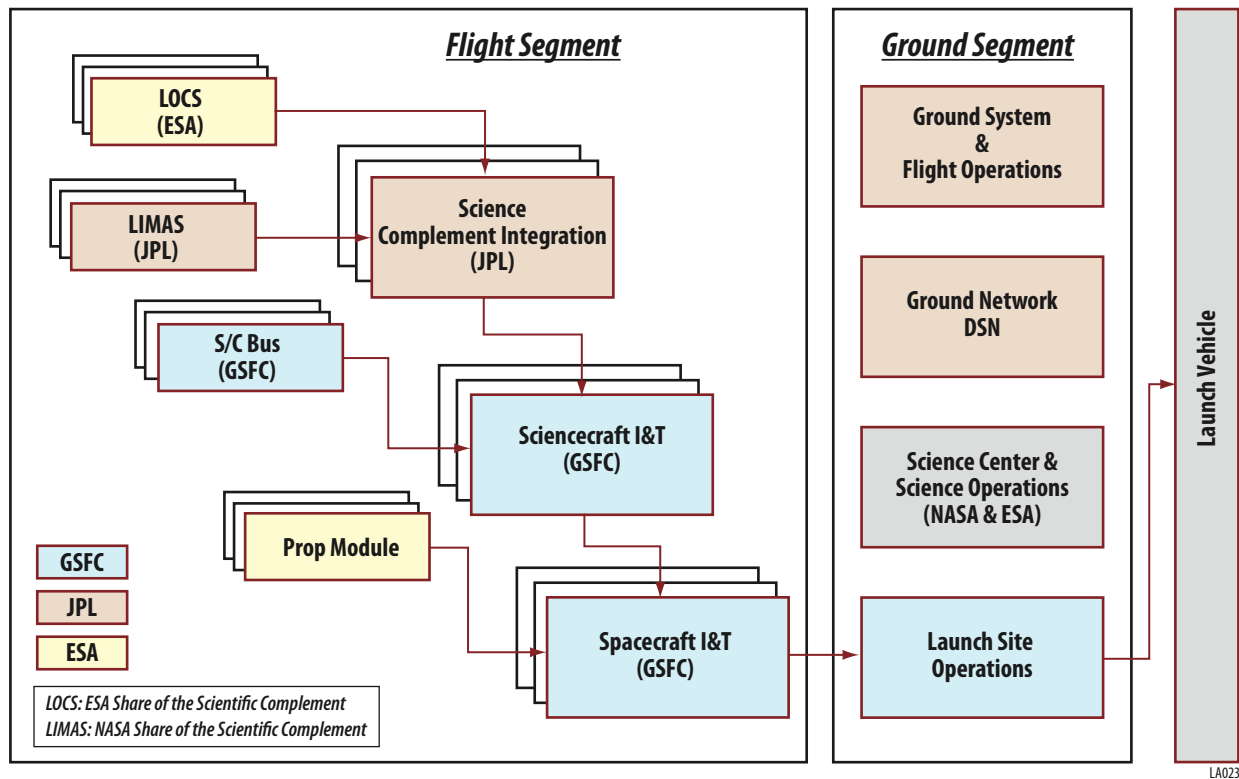 Flight Segment
LOCS
(ESA)
LIMAS
(JPL)
Science
Complement Integration
(JPL)
S/C Bus
(GSFC)
Sciencecraft I&T
(GSFC)
Prop Module
Spacecraft I&T
(GSFC)
GSFC
JPL
ESA
LOCS: ESA Share of the Scientific Complement
LIMAS: NASA Share of the Scientific Complement
Ground Segment
Ground System
&
Flight Operations
Ground Network
DSN
Science Center &
Science Operations
(NASA & ESA)
Launch Site
Operations
Launch Vehicle
LA023